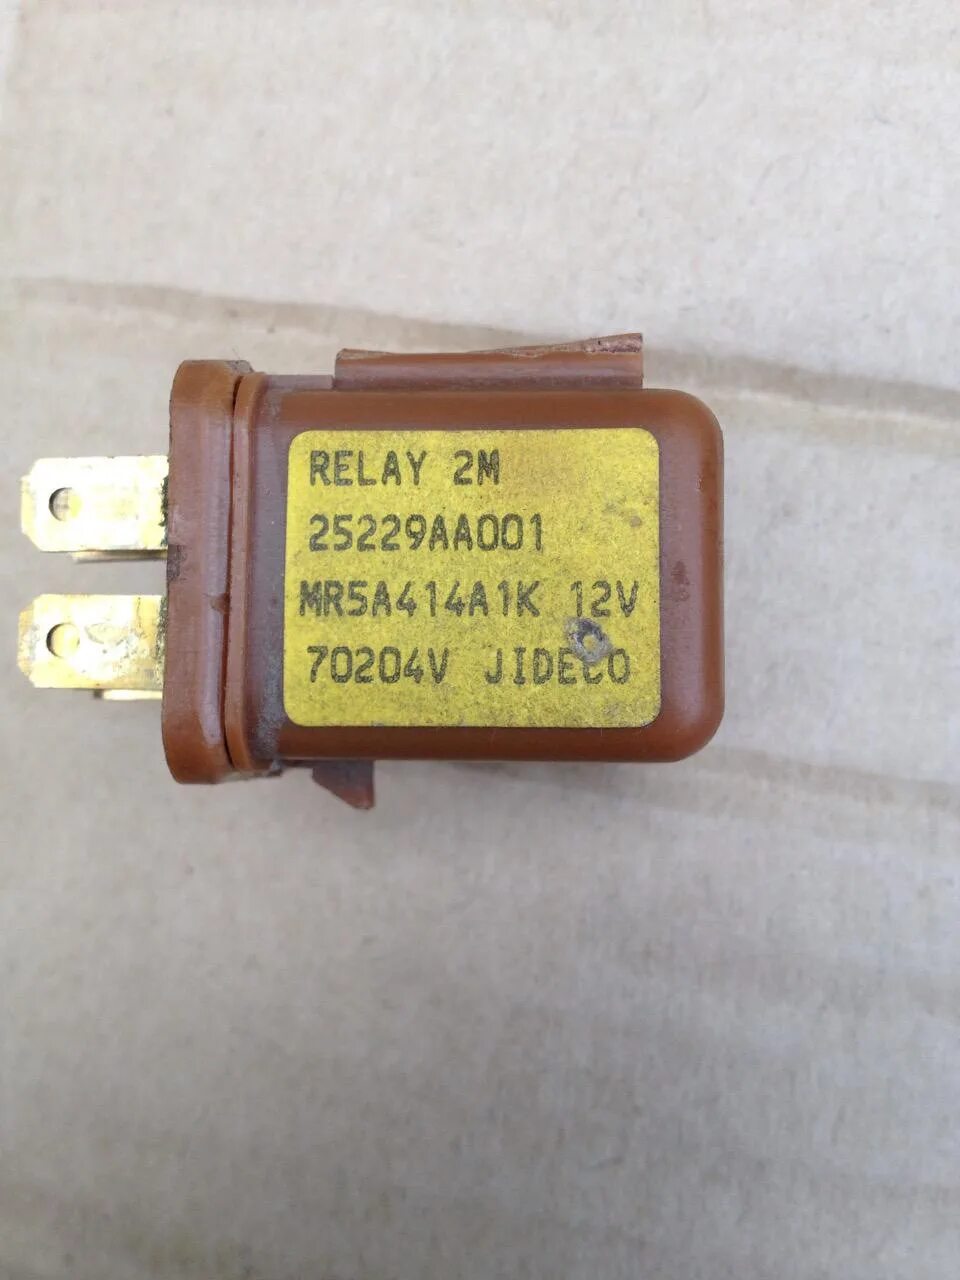 RELAY 2M
25229AA001
MR5A414A1K 12V
70204V JIDECO